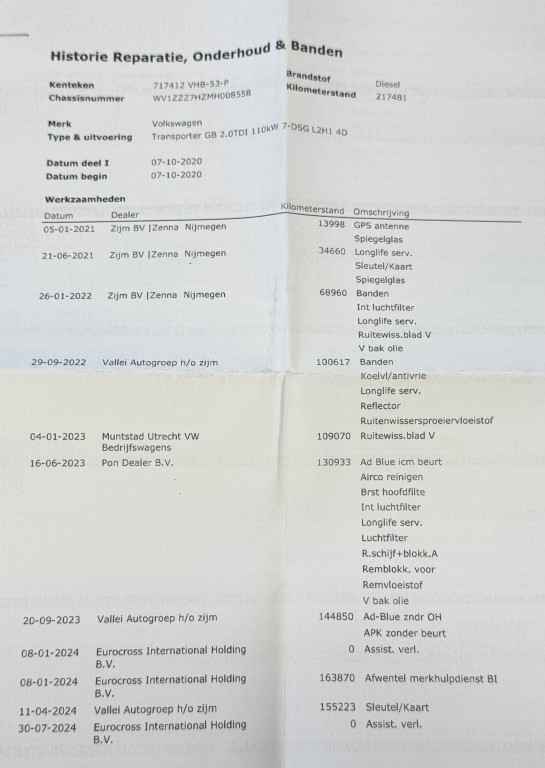 Historie Reparatie, Onderhoud & Banden
Kenteken 717412 VHB-53-P Brandstof Diesel
Chassisnummer WV1ZZZ7HZMH008558 Kilometerstand 217481
Merk Volkswagen
Type & uitvoering Transporter GB 2.0TDI 110kW 7-DSG L2H1 4D
Datum deel I 07-10-2020
Datum begin 07-10-2020
Werkzaamheden
Datum Dealer Kilometerstand Omschrijving
05-01-2021 Zijm BV |Zenna Nijmegen 13998 GPS antenne
Spiegelglas
21-06-2021 Zijm BV |Zenna Nijmegen 34660 Longlife serv.
Sleutel/Kaart
Spiegelglas
26-01-2022 Zijm BV |Zenna Nijmegen 68960 Banden
Int luchtfilter
Longlife serv.
Ruitewiss.blad V
V bak olie
29-09-2022 Vallei Autogroep h/o zijm 100617 Banden
Koelvl/antivrie
Longlife serv.
Reflector
Ruitenwissersproeiervloeistof
04-01-2023 Muntstad Utrecht VW 109070 Ruitewiss.blad V
Bedrijfswagens
16-06-2023 Pon Dealer B.V. 130933 Ad Blue icm beurt
Airco reinigen
Brst hoofdfilte
Int luchtfilter
Longlife serv.
Luchtfilter
R.schijf+blokk.A
Remblokk. voor
Remvloeistof
V bak olie
20-09-2023 Vallei Autogroep h/o zijm 144850 Ad-Blue zndr OH
APK zonder beurt
08-01-2024 Eurocross International Holding 0 Assist. verl.
B.V.
08-01-2024 Eurocross International Holding 163870 Afwentel merkhulpdienst BI
B.V.
11-04-2024 Vallei Autogroep h/o zijm 155223 Sleutel/Kaart
30-07-2024 Eurocross International Holding 0 Assist. verl.
B.V.